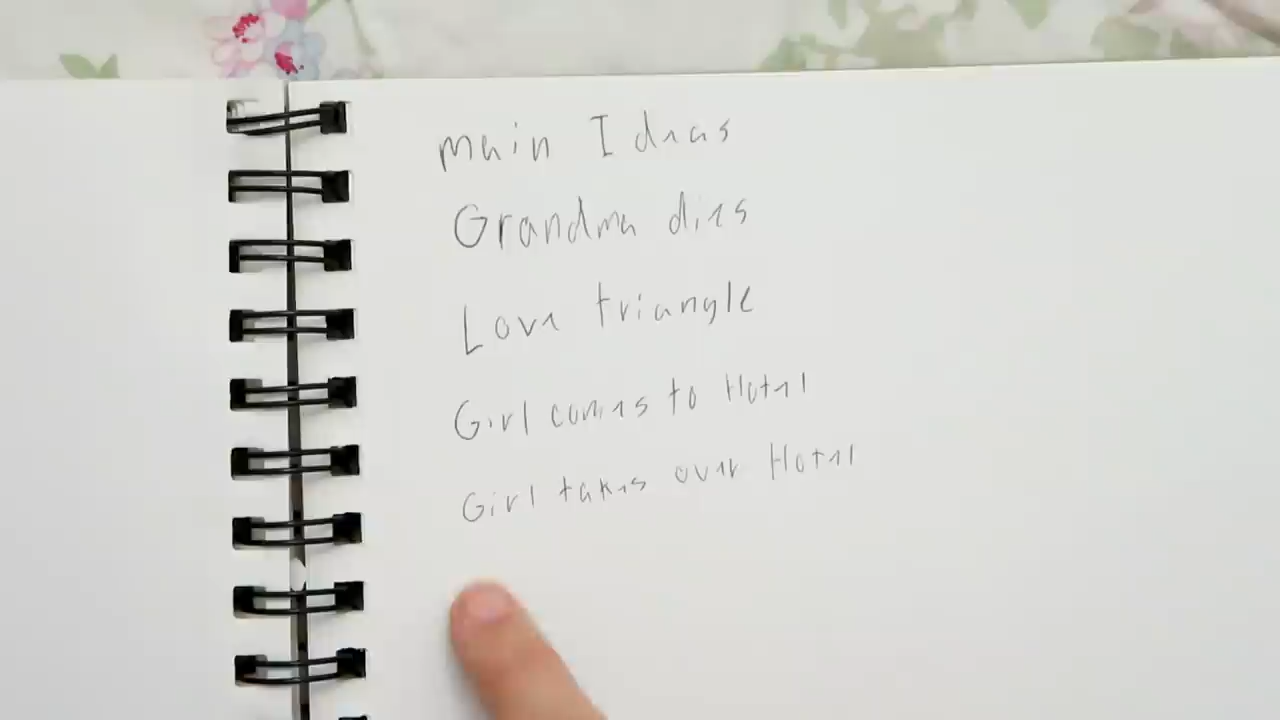 Main Ideas
Grandma dies
Love triangle
Girl comes to Hotel
Girl takes over Hotel